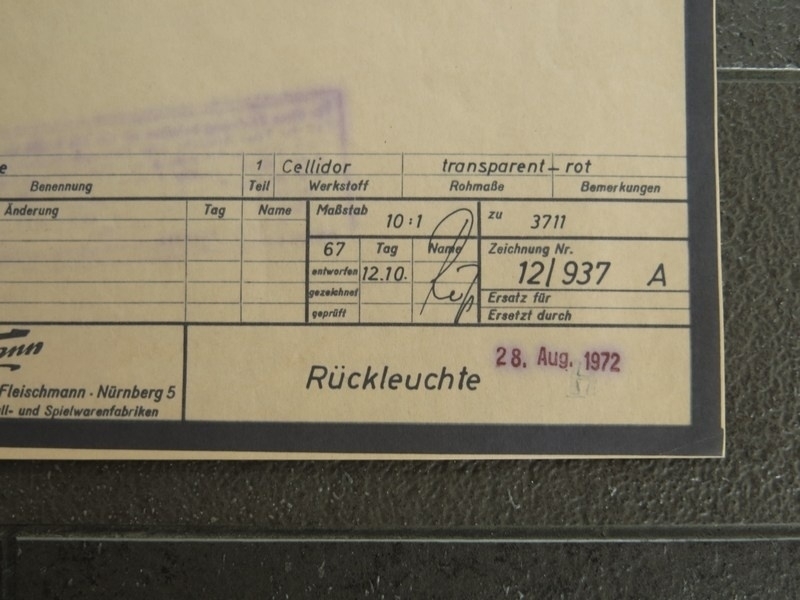 1 Cellidor transparent - rot
Benennung Teil Werkstoff Rohmaße Bemerkungen
Änderung Tag Name Maßstab 10:1 zu 3711
67 Tag Name Zeichnung Nr.
entworfen 12.10. 12/937 A
gezeichnet Ersatz für
geprüft Ersetzt durch
Fleischmann · Nürnberg 5
und Spielwarenfabriken
Rückleuchte
28. Aug. 1972